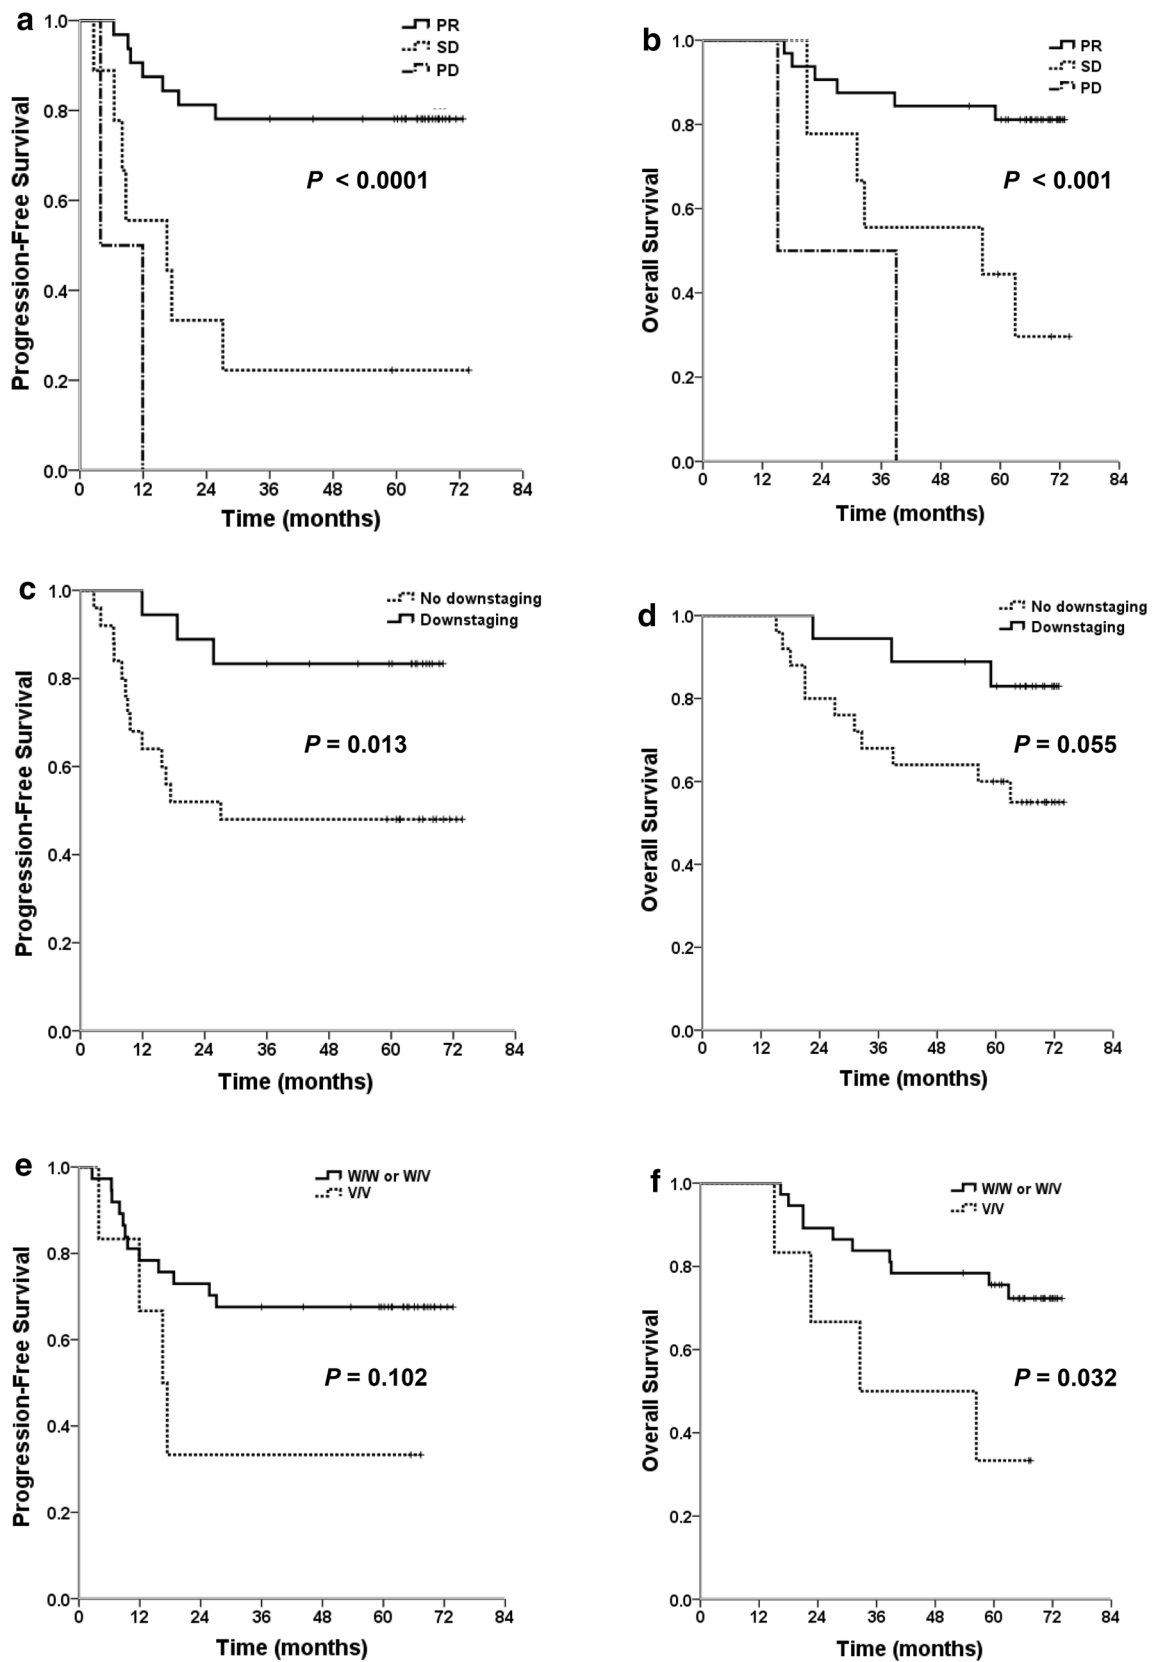 a
PR
SD
PD
Progression-Free Survival
P < 0.0001
1.0
0.8
0.6
0.4
0.2
0.0
0 12 24 36 48 60 72 84
Time (months)
b
PR
SD
PD
Overall Survival
P < 0.001
1.0
0.8
0.6
0.4
0.2
0.0
0 12 24 36 48 60 72 84
Time (months)
c
No downstaging
Downstaging
Progression-Free Survival
P = 0.013
1.0
0.8
0.6
0.4
0.2
0.0
0 12 24 36 48 60 72 84
Time (months)
d
No downstaging
Downstaging
Overall Survival
P = 0.055
1.0
0.8
0.6
0.4
0.2
0.0
0 12 24 36 48 60 72 84
Time (months)
e
W/W or W/V
V/V
Progression-Free Survival
P = 0.102
1.0
0.8
0.6
0.4
0.2
0.0
0 12 24 36 48 60 72 84
Time (months)
f
W/W or W/V
V/V
Overall Survival
P = 0.032
1.0
0.8
0.6
0.4
0.2
0.0
0 12 24 36 48 60 72 84
Time (months)